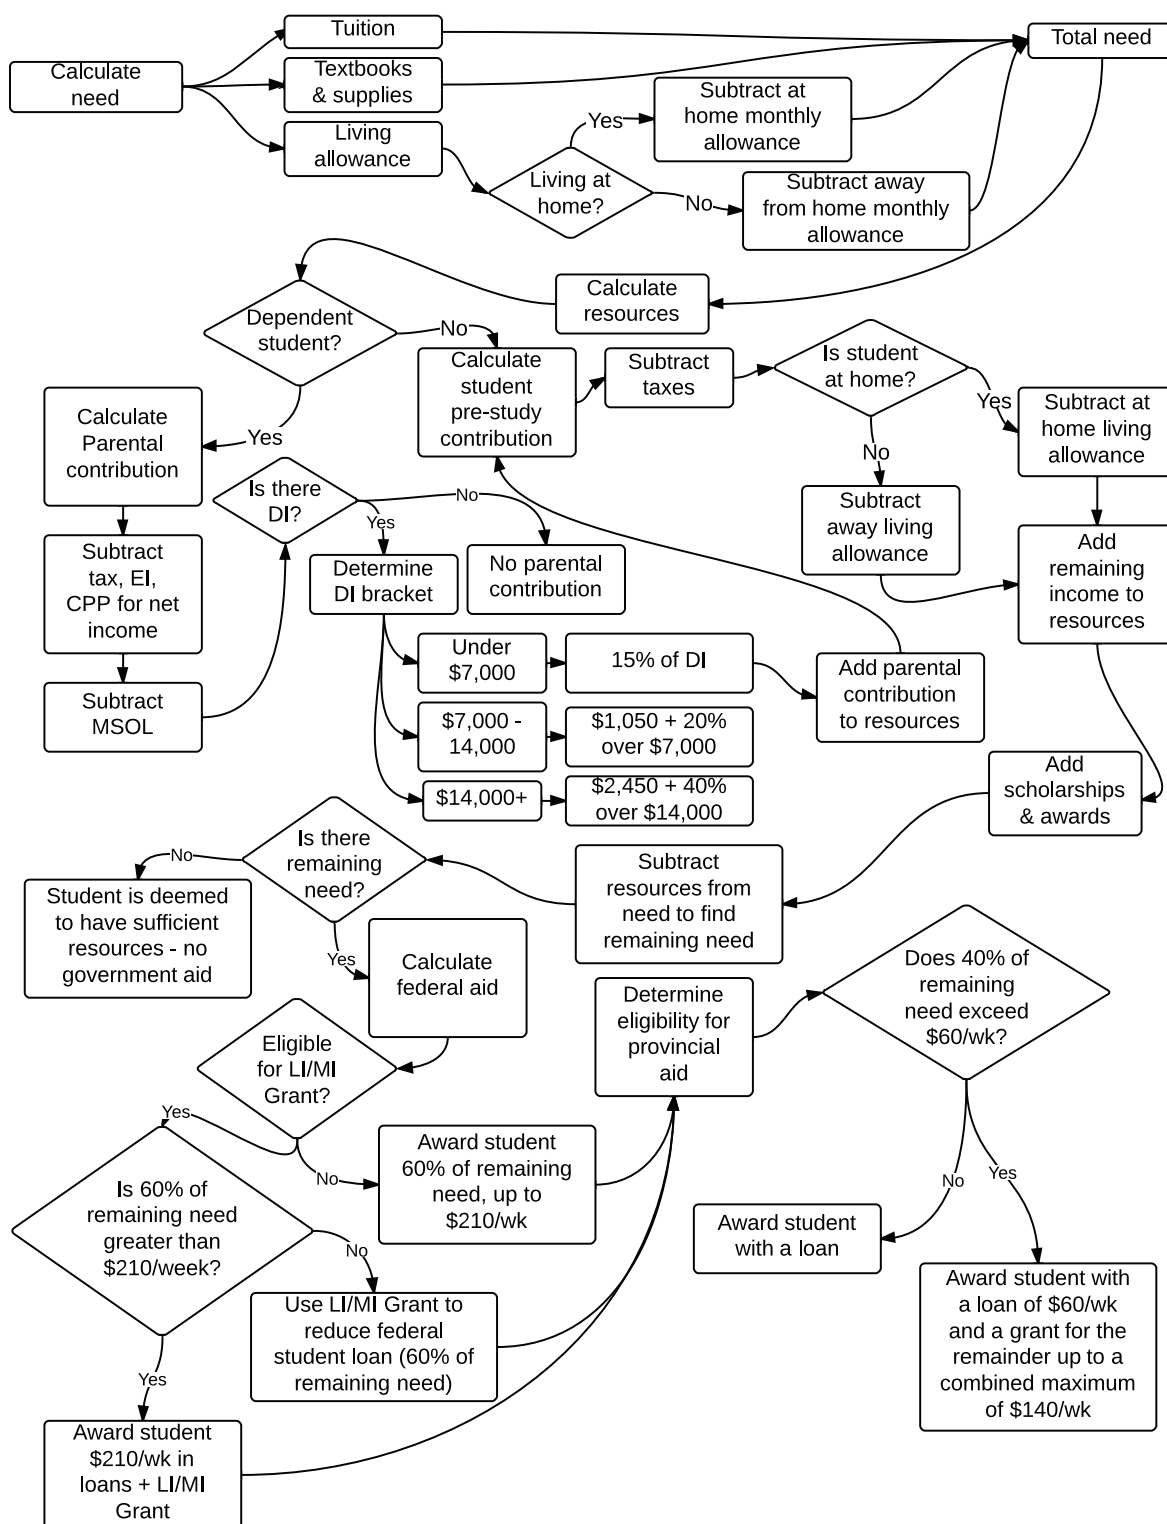 Tuition
Total need
Calculate
need
Textbooks
& supplies
Living
allowance
Yes
Subtract at
home monthly
allowance
Living at
home?
No
Subtract away
from home monthly
allowance
Calculate
resources
Dependent
student?
No
Yes
Calculate
student
pre-study
contribution
Subtract
taxes
Is student
at home?
Yes
No
Subtract at
home living
allowance
Subtract
away living
allowance
Add
remaining
income to
resources
Calculate
Parental
contribution
Subtract
tax, EI,
CPP for net
income
Subtract
MSOL
Is there
DI?
No
Yes
No parental
contribution
Determine
DI bracket
Under
$7,000
15% of DI
$7,000 -
14,000
$1,050 + 20%
over $7,000
$14,000+
$2,450 + 40%
over $14,000
Add parental
contribution
to resources
Add
scholarships
& awards
Subtract
resources from
need to find
remaining need
Is there
remaining
need?
No
Yes
Student is deemed
to have sufficient
resources - no
government aid
Calculate
federal aid
Eligible
for LI/MI
Grant?
Yes
No
Award student
60% of remaining
need, up to
$210/wk
Is 60% of
remaining need
greater than
$210/week?
No
Yes
Use LI/MI Grant to
reduce federal
student loan (60% of
remaining need)
Award student
$210/wk in
loans + LI/MI
Grant
Determine
eligibility for
provincial
aid
Does 40% of
remaining
need exceed
$60/wk?
No
Yes
Award student
with a loan
Award student with
a loan of $60/wk
and a grant for the
remainder up to a
combined maximum
of $140/wk